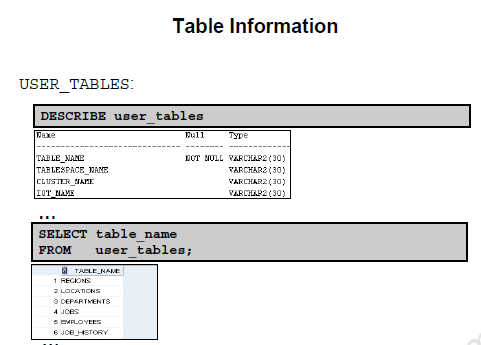 Table Information
USER_TABLES:
DESCRIBE user_tables
Name Null Type
------------------------------ -------- ------------
TABLE_NAME NOT NULL VARCHAR2(30)
TABLESPACE_NAME VARCHAR2(30)
CLUSTER_NAME VARCHAR2(30)
IOT_NAME VARCHAR2(30)
...
SELECT table_name
FROM user_tables;
TABLE_NAME
1 REGIONS
2 LOCATIONS
3 DEPARTMENTS
4 JOBS
5 EMPLOYEES
6 JOB_HISTORY
...